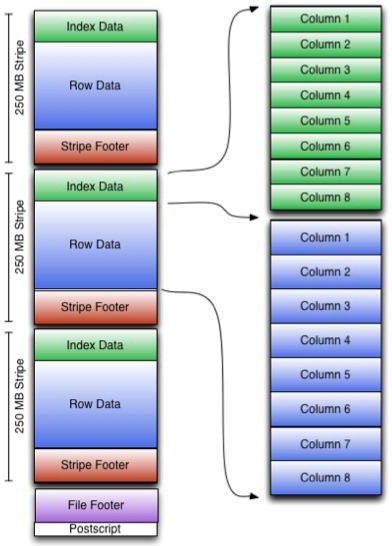 250 MB Stripe
Index Data
Row Data
Stripe Footer
250 MB Stripe
Index Data
Row Data
Stripe Footer
250 MB Stripe
Index Data
Row Data
Stripe Footer
File Footer
Postscript
Column 1
Column 2
Column 3
Column 4
Column 5
Column 6
Column 7
Column 8
Column 1
Column 2
Column 3
Column 4
Column 5
Column 6
Column 7
Column 8